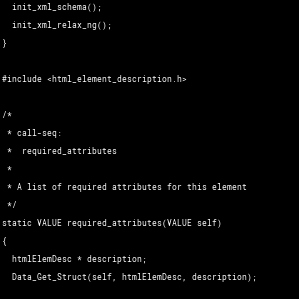 init_xml_schema();
init_xml_relax_ng();
}
#include <html_element_description.h>
/*
* call-seq:
*  required_attributes
*
* A list of required attributes for this element
*/
static VALUE required_attributes(VALUE self)
{
htmlElemDesc * description;
Data_Get_Struct(self, htmlElemDesc, description);